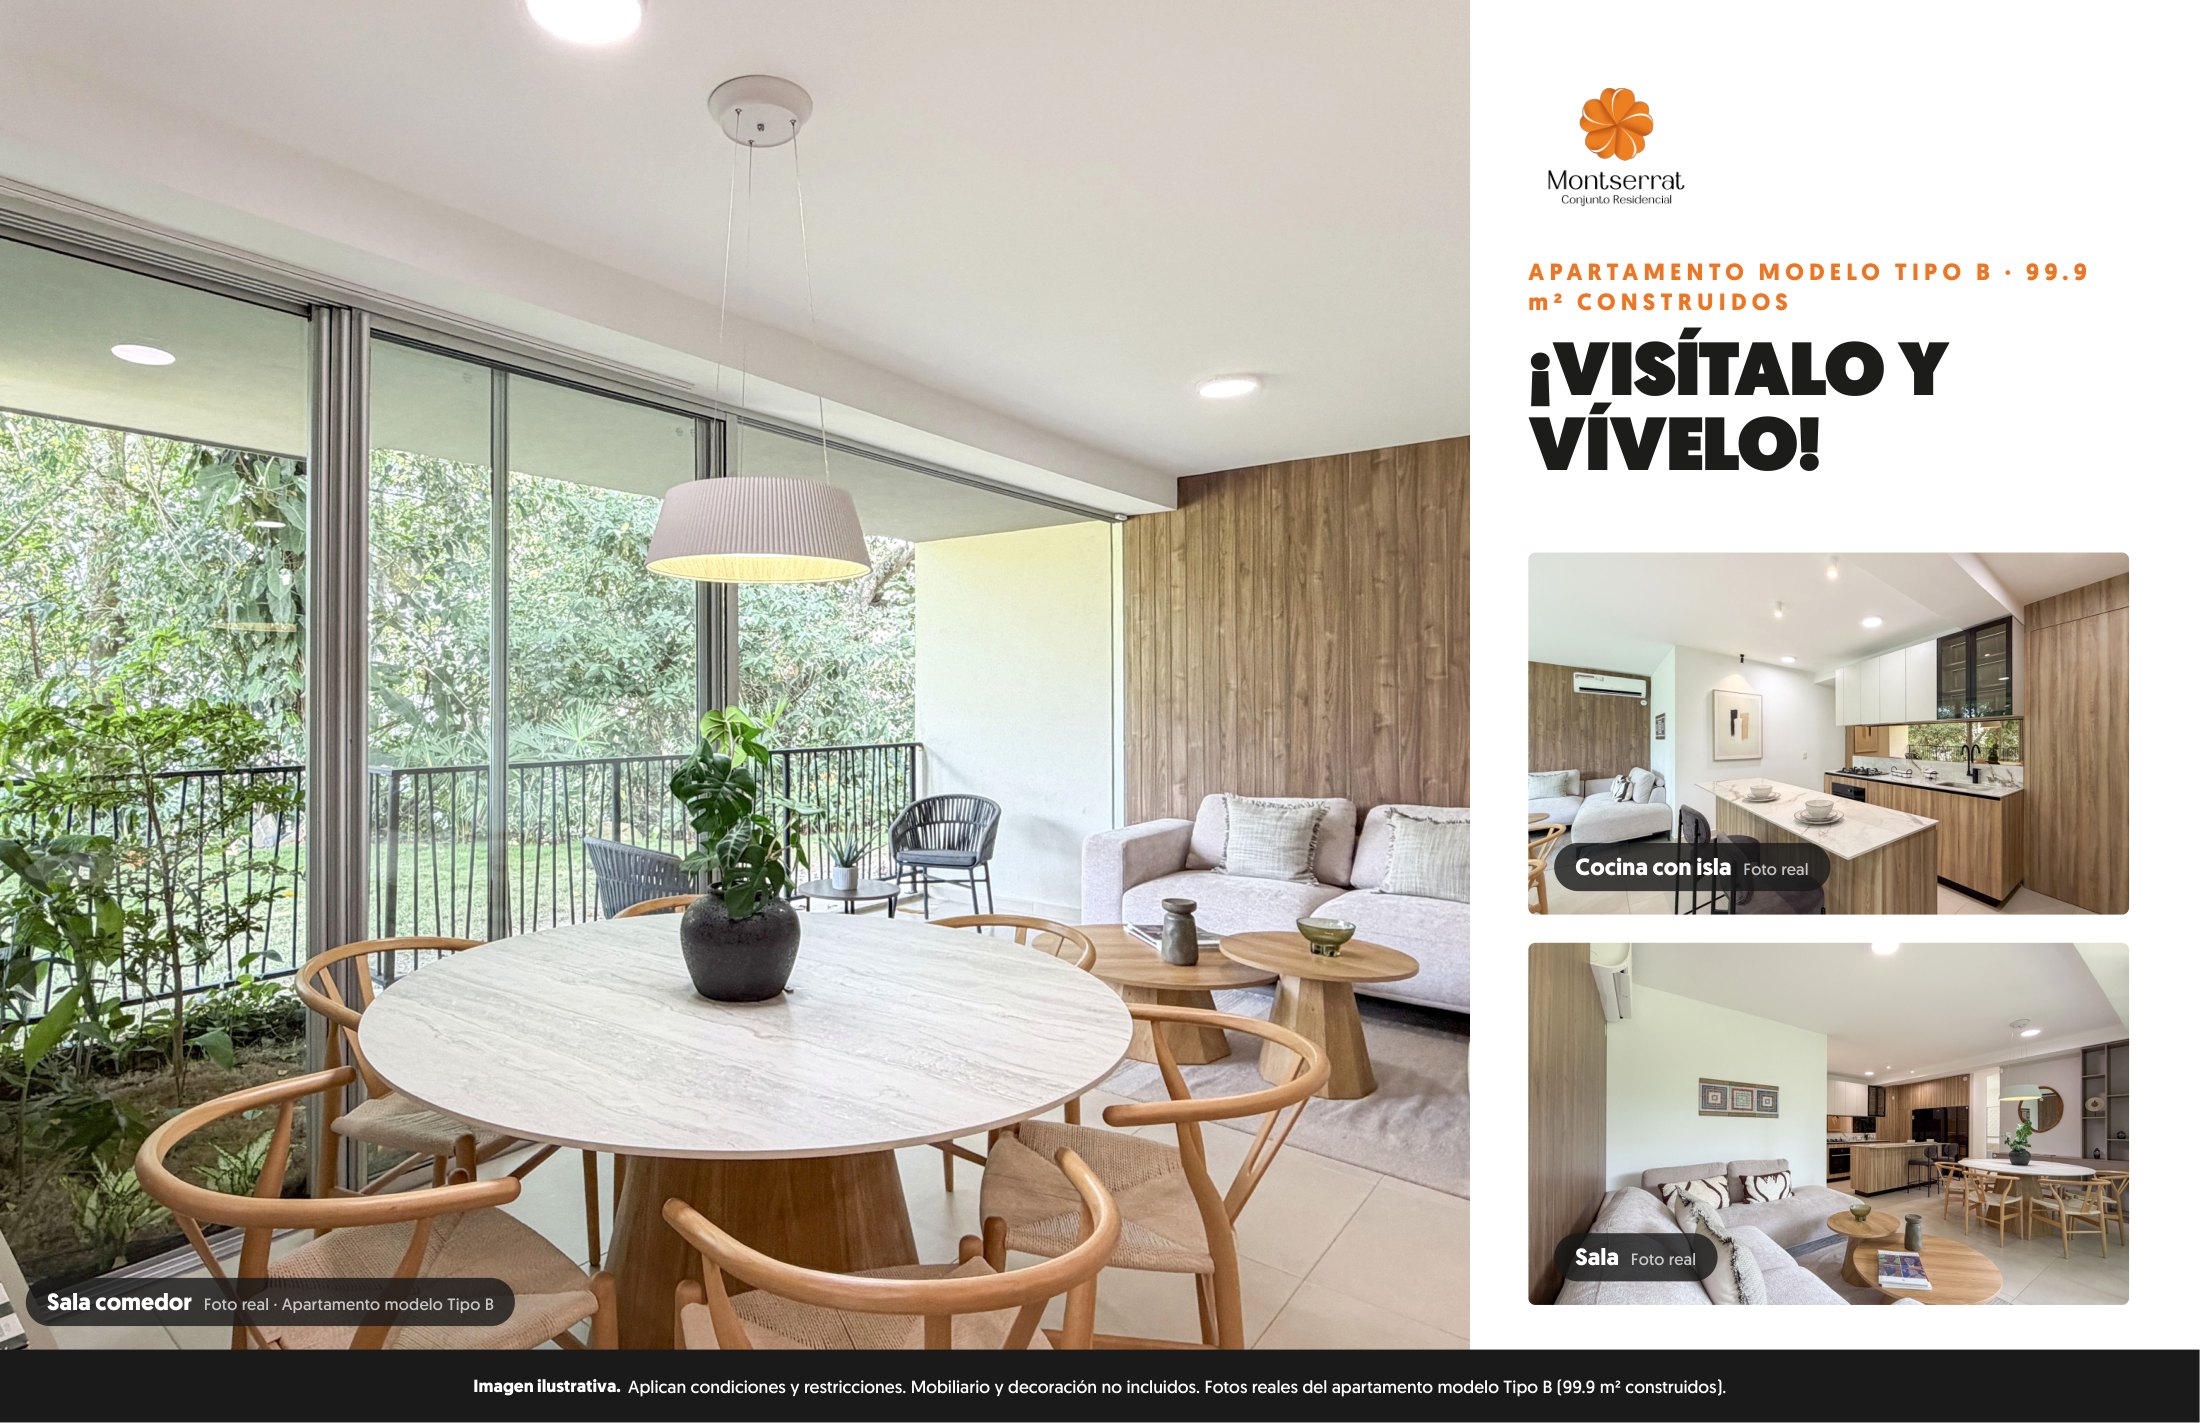 Montserrat
Conjunto Residencial
APARTAMENTO MODELO TIPO B · 99.9
m² CONSTRUIDOS
¡VISÍTALO Y
VÍVELO!
Cocina con isla Foto real
Sala Foto real
Sala comedor Foto real · Apartamento modelo Tipo B
Imagen ilustrativa. Aplican condiciones y restricciones. Mobiliario y decoración no incluidos. Fotos reales del apartamento modelo Tipo B (99.9 m² construidos).